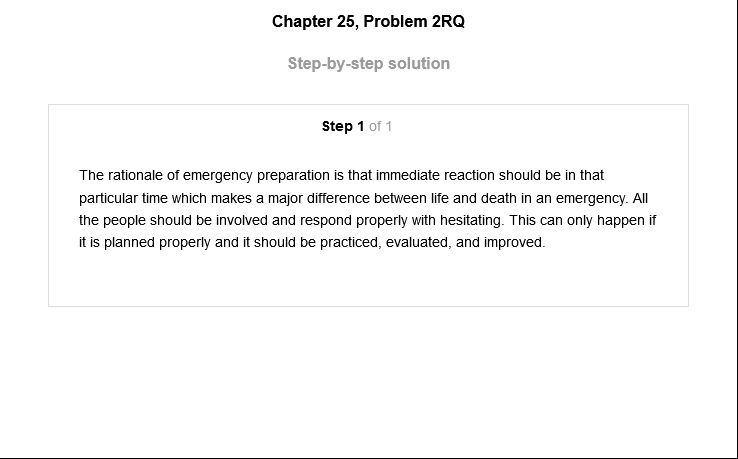 Chapter 25, Problem 2RQ
Step-by-step solution
Step 1 of 1
The rationale of emergency preparation is that immediate reaction should be in that
particular time which makes a major difference between life and death in an emergency. All
the people should be involved and respond properly with hesitating. This can only happen if
it is planned properly and it should be practiced, evaluated, and improved.